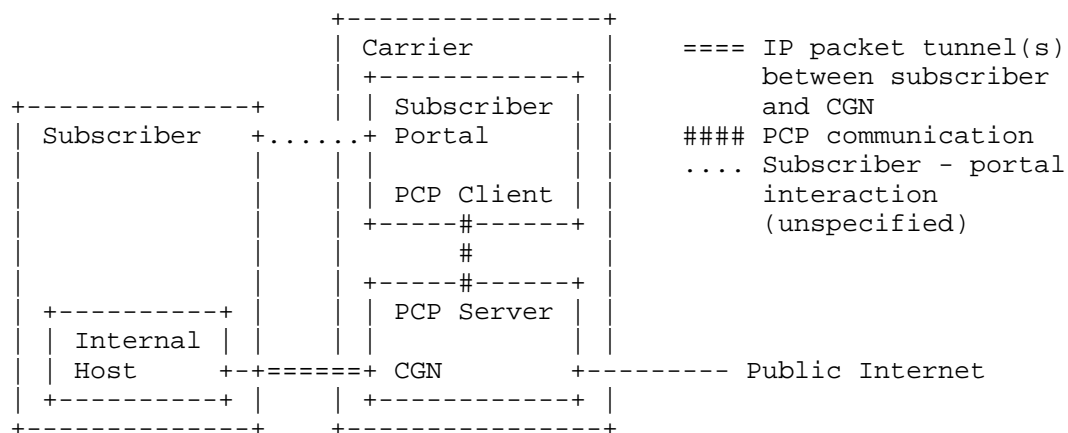 Carrier
==== IP packet tunnel(s)
between subscriber
and CGN
#### PCP communication
.... Subscriber - portal
interaction
(unspecified)
Subscriber
Subscriber
Portal
PCP Client
PCP Server
Internal
Host
CGN
Public Internet